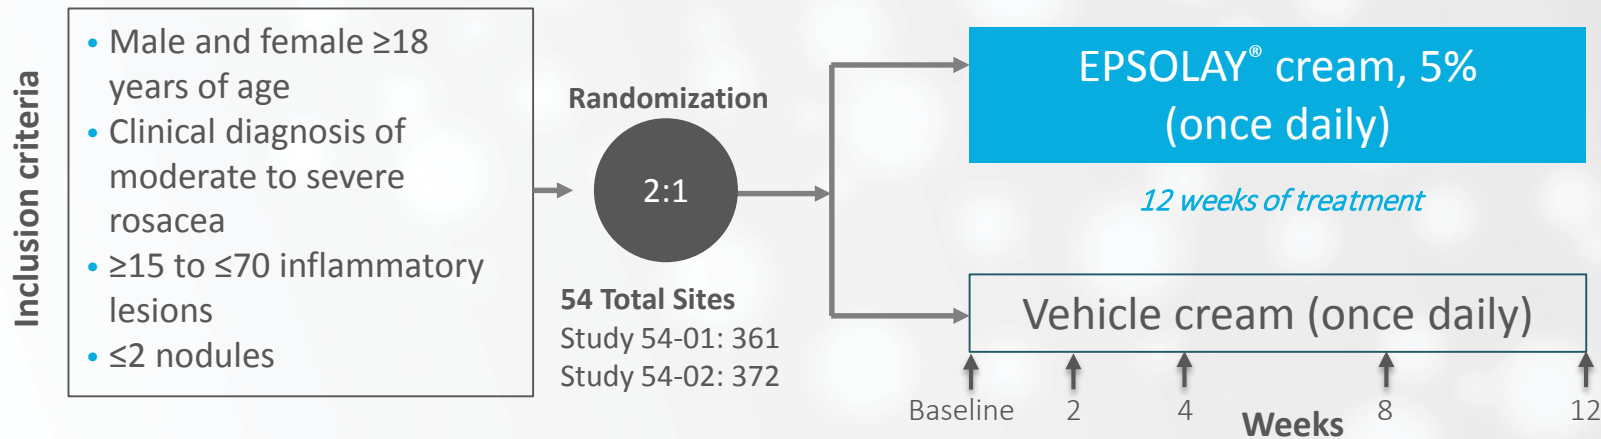 Inclusion criteria
• Male and female ≥18
years of age
• Clinical diagnosis of
moderate to severe
rosacea
• ≥15 to ≤70 inflammatory
lesions
• ≤2 nodules
Randomization
2:1
54 Total Sites
Study 54-01: 361
Study 54-02: 372
EPSOLAY® cream, 5%
(once daily)
12 weeks of treatment
Vehicle cream (once daily)
Baseline 2 4 8 12
Weeks